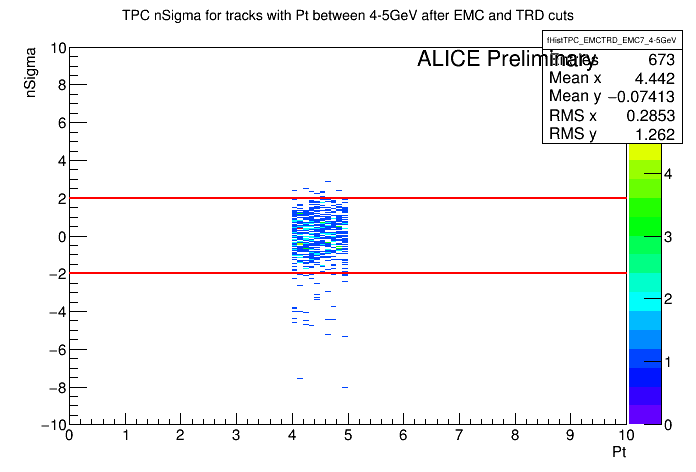 TPC nSigma for tracks with Pt between 4-5GeV after EMC and TRD cuts
fHistTPC_EMCTRD_EMC7_4-5GeV
ALICE Preliminary
Entries 673
Mean x 4.442
Mean y −0.07413
RMS x 0.2853
RMS y 1.262
nSigma
10
8
6
4
2
0
−2
−4
−6
−8
−10
0 1 2 3 4 5 6 7 8 9 10
Pt
4
3
2
1
0